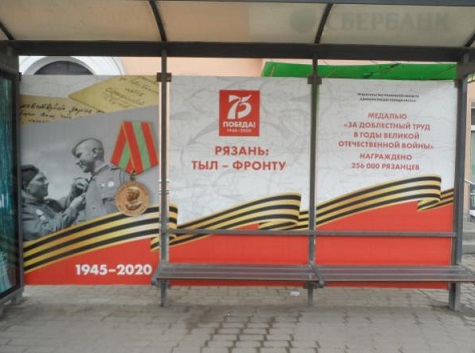 СБЕРБАНК
75
ПОБЕДА!
1945-2020
РЯЗАНЬ:
ТЫЛ – ФРОНТУ
МЕДАЛЬЮ
«ЗА ДОБЛЕСТНЫЙ ТРУД
В ГОДЫ ВЕЛИКОЙ
ОТЕЧЕСТВЕННОЙ ВОЙНЫ»
НАГРАЖДЕНО
256 000 РЯЗАНЦЕВ
1945–2020